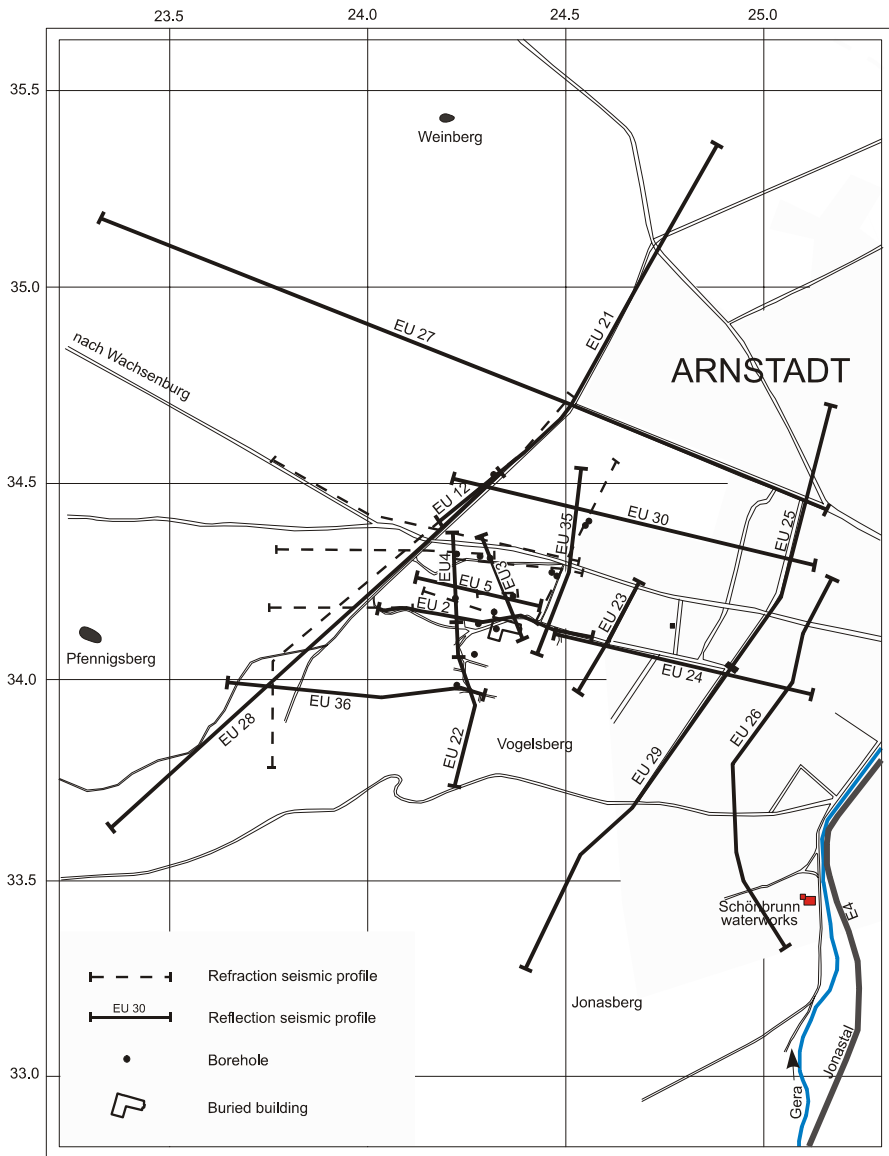 23.5 24.0 24.5 25.0
35.5
Weinberg
35.0
EU 21
EU 27
nach Wachsenburg
ARNSTADT
34.5
EU 12
EU 30
EU 35
EU 25
EU4
EU3
EU 5
EU 2
EU 23
Pfennigsberg
34.0
EU 24
EU 36
EU 28
EU 22
Vogelsberg
EU 29
EU 26
33.5
Schönbrunn
waterworks
E4
Refraction seismic profile
EU 30
Reflection seismic profile
Jonasberg
Borehole
33.0
Jonastal
Gera
Buried building